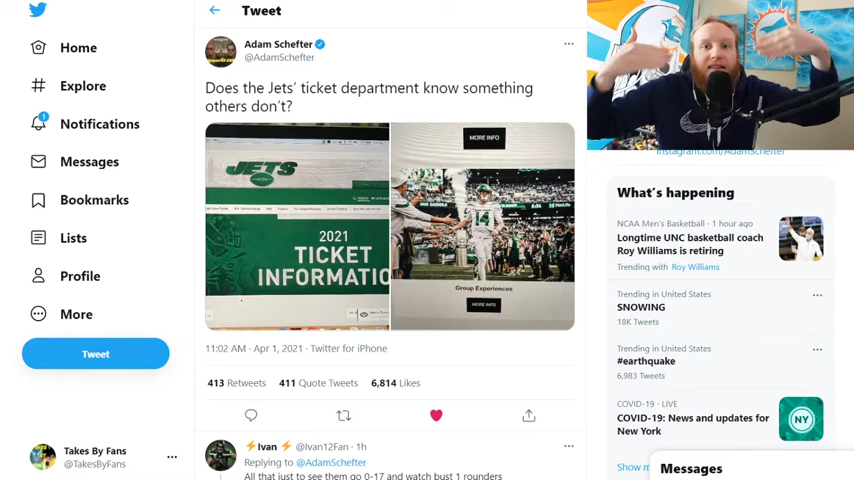 Tweet
Home
Explore
Notifications
1
Messages
Bookmarks
Lists
Profile
More
Tweet
Takes By Fans
@TakesByFans
Adam Schefter
@AdamSchefter
Does the Jets' ticket department know something
others don't?
JETS
2021
TICKET
INFORMATIO
MORE INFO
14
Group Experiences
MORE INFO
11:02 AM · Apr 1, 2021 · Twitter for iPhone
413 Retweets 411 Quote Tweets 6,814 Likes
⚡Ivan ⚡ @Ivan12Fan · 1h
Replying to @AdamSchefter
All that just to see them go 0-17 and watch bust 1 rounders
instagram.com/AdamSchefter
What's happening
NCAA Men's Basketball · 1 hour ago
Longtime UNC basketball coach
Roy Williams is retiring
Trending with Roy Williams
Trending in United States
SNOWING
18K Tweets
Trending in United States
#earthquake
6,983 Tweets
COVID-19 · LIVE
COVID-19: News and updates for
New York
NY
Show m
Messages